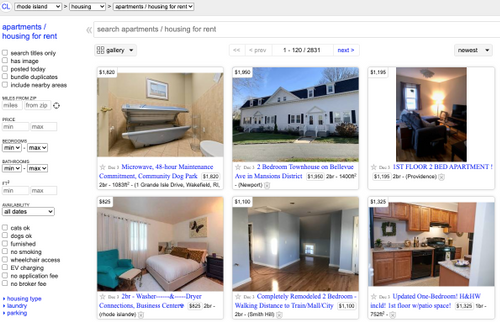 CL rhode island > housing > apartments / housing for rent
apartments /
housing for rent
search titles only
has image
posted today
bundle duplicates
include nearby areas
MILES FROM ZIP
miles from zip
PRICE
min max
BEDROOMS
min - max
BATHROOMS
min - max
FT²
min max
AVAILABILITY
all dates
cats ok
dogs ok
furnished
no smoking
wheelchair access
EV charging
no application fee
no broker fee
housing type
laundry
parking
search apartments / housing for rent
gallery << < prev 1 - 120 / 2831 next > newest
$1,820
Dec 3 Microwave, 48-hour Maintenance
Commitment, Community Dog Park $1,820
2br - 1083ft² - (1 Grande Isle Drive, Wakefield, RI,
$1,950
Dec 3 2 Bedroom Townhouse on Bellevue
Ave in Mansions District $1,950 2br - 1400ft²
- (Newport)
$1,195
Dec 3 1ST FLOOR 2 BED APARTMENT !
$1,195 2br - (Providence)
$825
Dec 3 2br - Washer------&-----Dryer
Connections, Business Center $825 2br -
(rhode islande)
$1,100
Dec 3 Completely Remodeled 2 Bedroom -
Walking Distance to Train/Mall/City $1,100
2br - (Smith Hill)
$1,325
Dec 3 Updated One-Bedroom! H&HW
incld! 1st floor w/patio space! $1,325 1br -
752ft² -